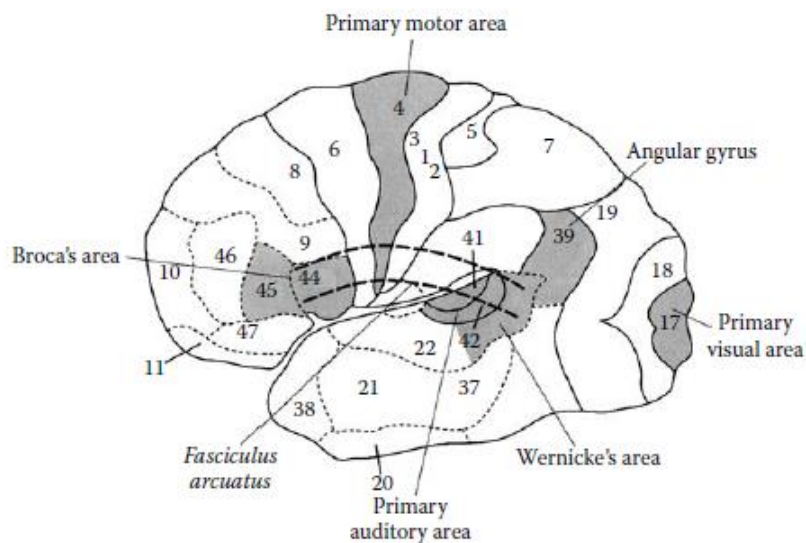 Primary motor area
4
5
3
6
7
1
2
8
Angular gyrus
19
9
41
39
46
Broca's area
10
44
18
45
17
Primary
visual area
47
42
22
11
21
37
38
Fasciculus
arcuatus
Wernicke's area
20
Primary
auditory area